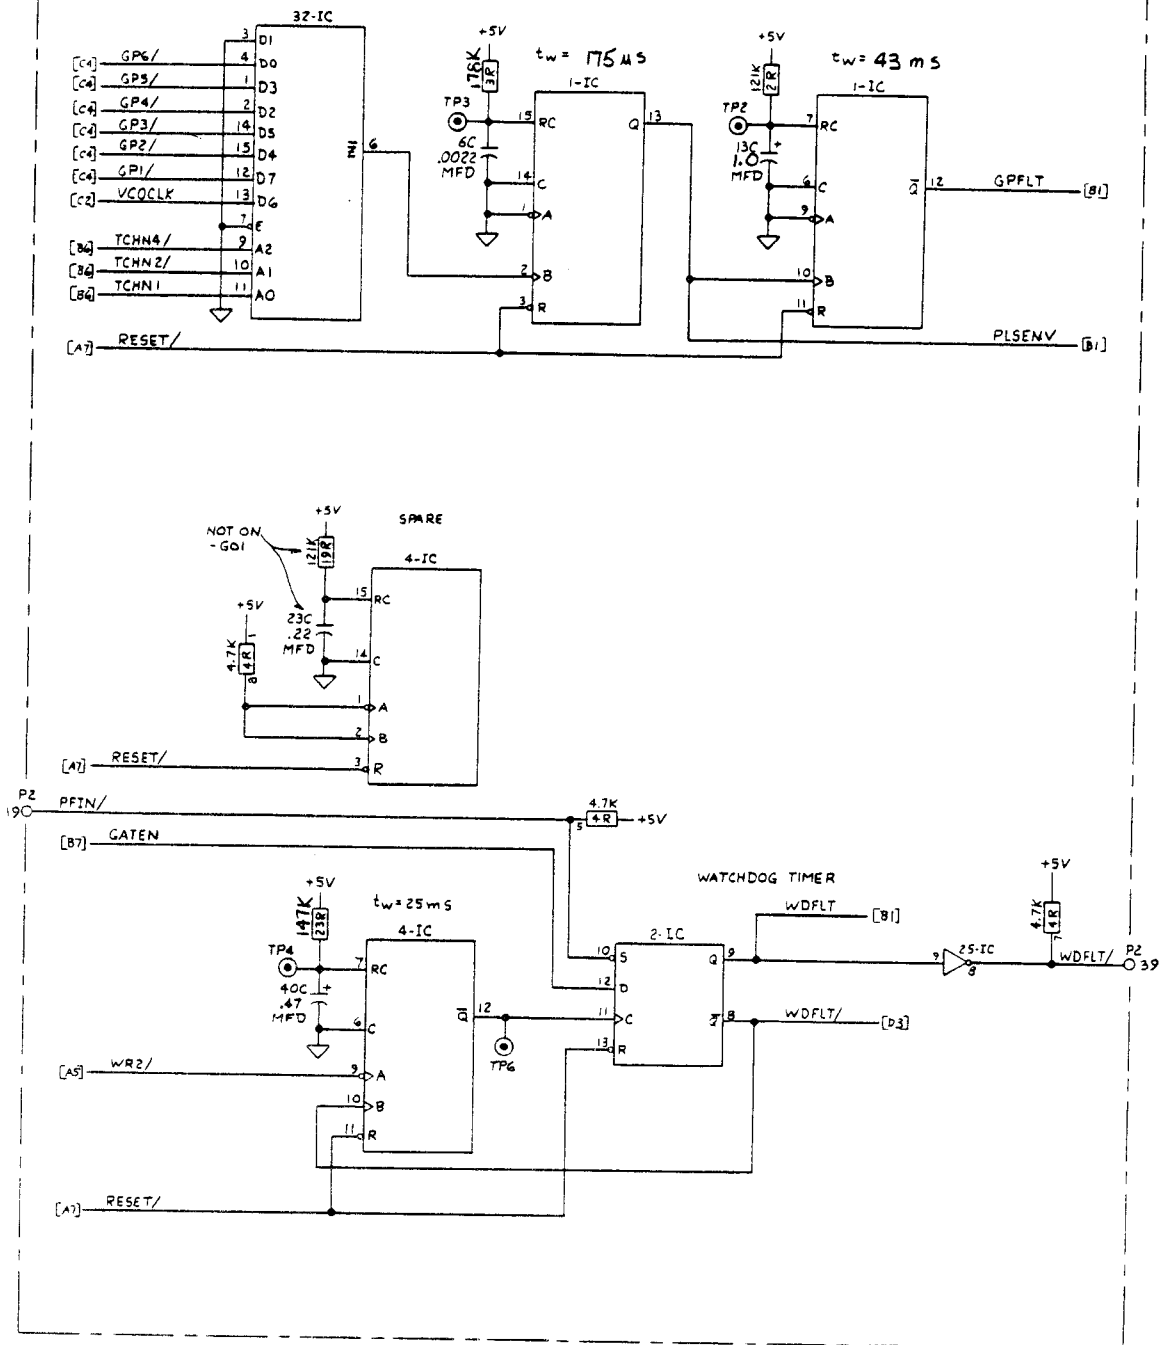 32-IC
3 D1
[C4] GP6/ 4 D0
[C4] GP5/ 1 D3
[C4] GP4/ 2 D2
[C4] GP3/ 14 D5
[C4] GP2/ 15 D4
[C4] GP1/ 12 D7
[C2] VCOCLK 13 D6
7 E
[B6] TCHN4/ 9 A2
[B6] TCHN2/ 10 A1
[B6] TCHN1 11 A0
6
[A7] RESET/
+5V
178K
3R
tw = 175 µs
1-IC
TP3
15 RC
Q 13
6C
.0022
MFD
14 C
1 A
2 B
3 R
+5V
121K
2R
tw = 43 ms
1-IC
TP2
7 RC
13C +
1.0
MFD
6 C
Q 12 GPFLT [B1]
9 A
10 B
11 R
PLSENV [B1]
+5V
SPARE
NOT ON
-G01
121K
19R
4-IC
15 RC
+5V
23C
.22
MFD
4.7K
4R
1
8
14 C
1 A
2 B
[A7] RESET/ 3 R
P2
19 PFIN/
4.7K
5 4R +5V
[B7] GATEN
+5V
147K
23R
tw = 25 ms
4-IC
TP4
7 RC
40C +
.47
MFD
6 C
Q 12
TP6
[A5] WR2/ 9 A
10 B
11 R
[A7] RESET/
WATCHDOG TIMER
2-IC
10 S
12 D
11 C
13 R
Q 9
Q 8
WDFLT [B1]
WDFLT/ [D3]
9 25-IC 8
+5V
4.7K
4R
7
WDFLT/ P2 39